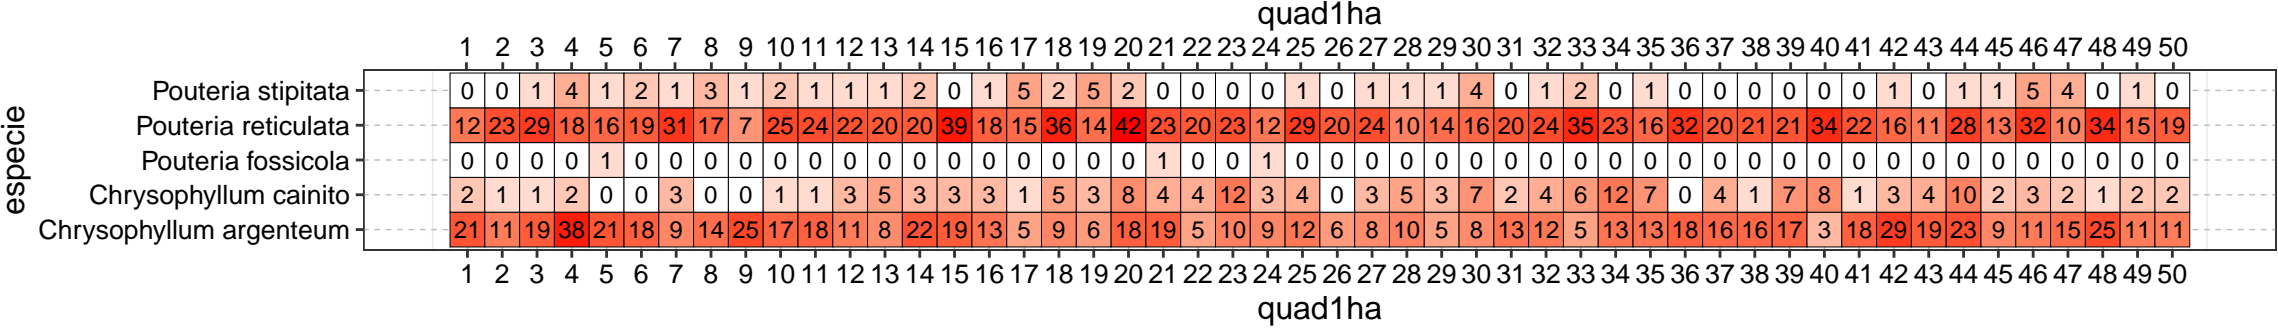 quad1ha
1 2 3 4 5 6 7 8 9 10 11 12 13 14 15 16 17 18 19 20 21 22 23 24 25 26 27 28 29 30 31 32 33 34 35 36 37 38 39 40 41 42 43 44 45 46 47 48 49 50
especie
Pouteria stipitata 0 0 1 4 1 2 1 3 1 2 1 1 1 2 0 1 5 2 5 2 0 0 0 0 1 0 1 1 1 4 0 1 2 0 1 0 0 0 0 0 0 1 0 1 1 5 4 0 1 0
Pouteria reticulata 12 23 29 18 16 19 31 17 7 25 24 22 20 20 39 18 15 36 14 42 23 20 23 12 29 20 24 10 14 16 20 24 35 23 16 32 20 21 21 34 22 16 11 28 13 32 10 34 15 19
Pouteria fossicola 0 0 0 0 1 0 0 0 0 0 0 0 0 0 0 0 0 0 0 0 1 0 0 1 0 0 0 0 0 0 0 0 0 0 0 0 0 0 0 0 0 0 0 0 0 0 0 0 0 0
Chrysophyllum cainito 2 1 1 2 0 0 3 0 0 1 1 3 5 3 3 3 1 5 3 8 4 4 12 3 4 0 3 5 3 7 2 4 6 12 7 0 4 1 7 8 1 3 4 10 2 3 2 1 2 2
Chrysophyllum argenteum 21 11 19 38 21 18 9 14 25 17 18 11 8 22 19 13 5 9 6 18 19 5 10 9 12 6 8 10 5 8 13 12 5 13 13 18 16 16 17 3 18 29 19 23 9 11 15 25 11 11
1 2 3 4 5 6 7 8 9 10 11 12 13 14 15 16 17 18 19 20 21 22 23 24 25 26 27 28 29 30 31 32 33 34 35 36 37 38 39 40 41 42 43 44 45 46 47 48 49 50
quad1ha